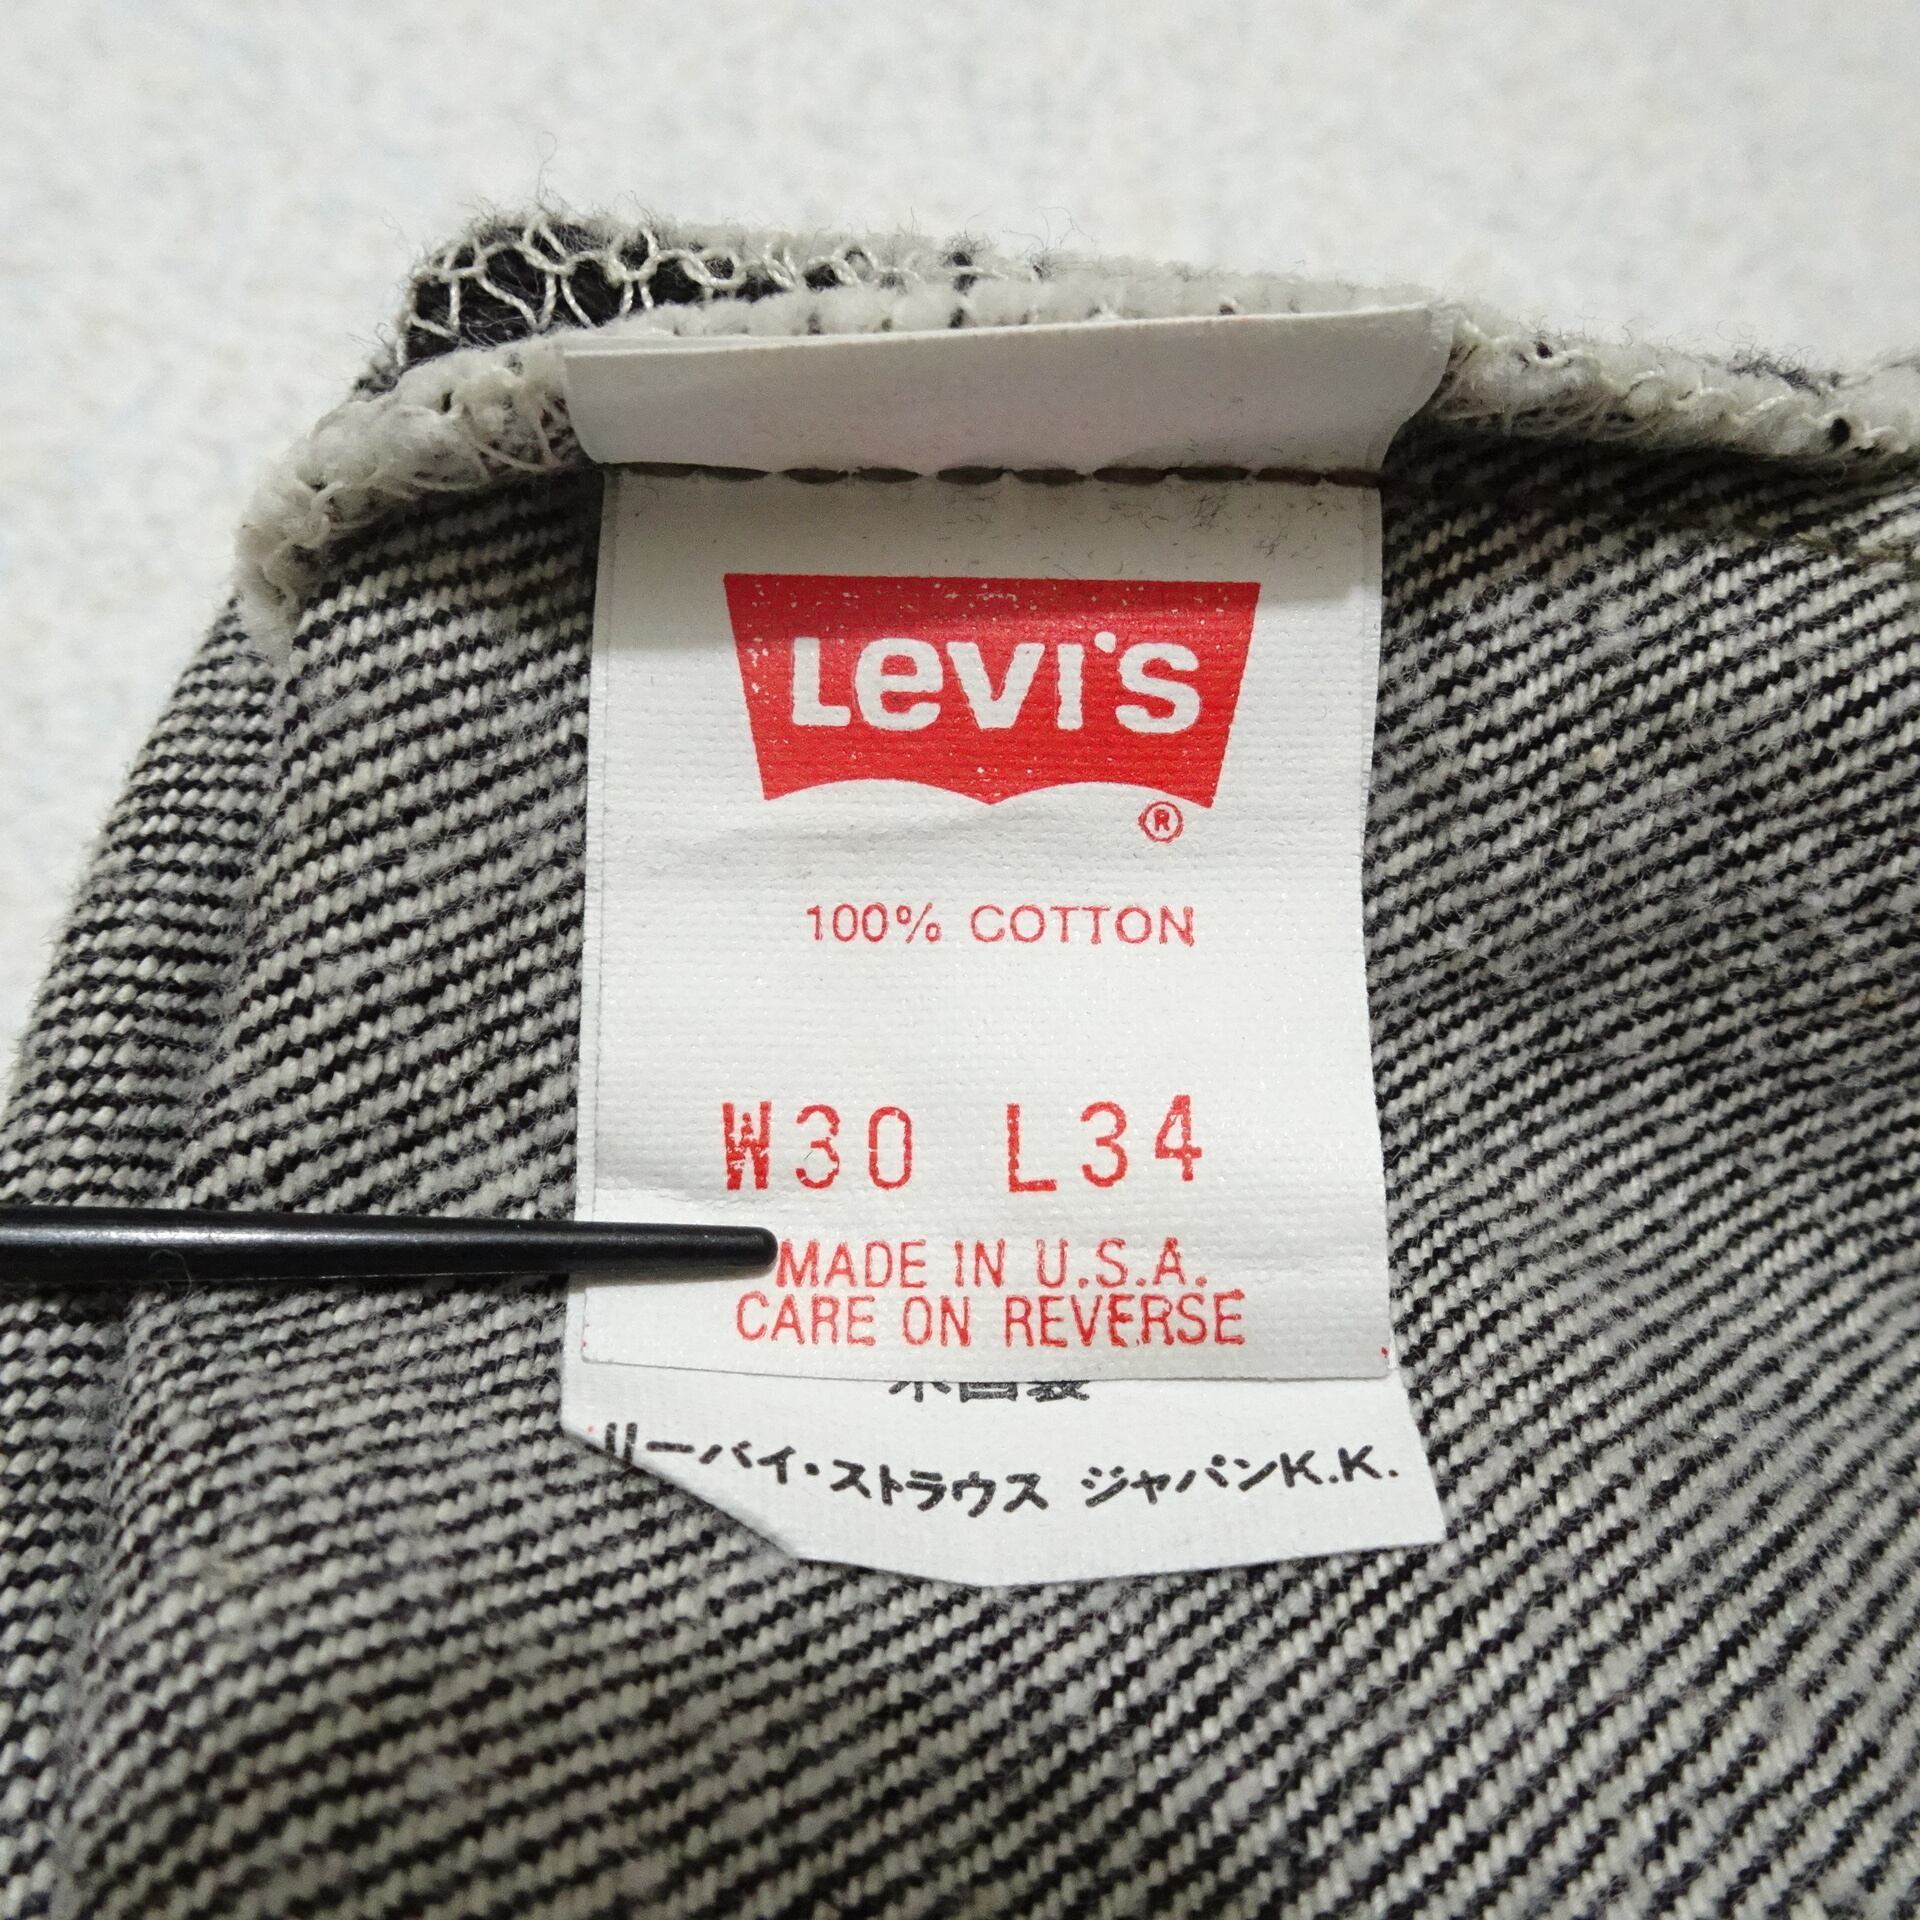 Levi's
®
100% COTTON
W30 L34
MADE IN U.S.A.
CARE ON REVERSE
リーバイ・ストラウス ジャパンK.K.